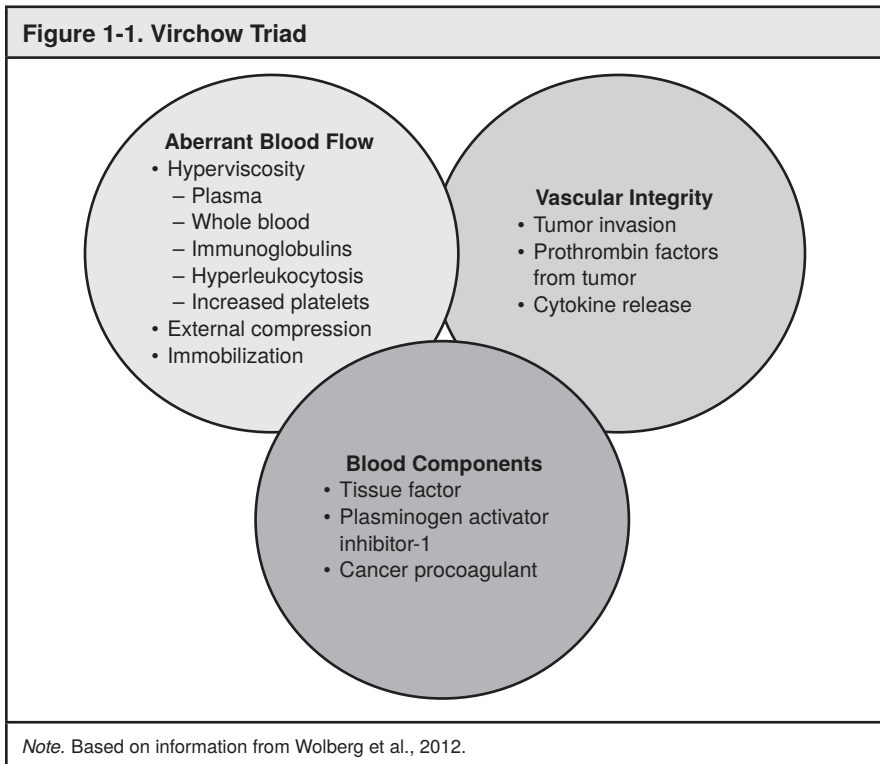 Figure 1-1. Virchow Triad
Aberrant Blood Flow
• Hyperviscosity
– Plasma
– Whole blood
– Immunoglobulins
– Hyperleukocytosis
– Increased platelets
• External compression
• Immobilization
Vascular Integrity
• Tumor invasion
• Prothrombin factors
from tumor
• Cytokine release
Blood Components
• Tissue factor
• Plasminogen activator
inhibitor-1
• Cancer procoagulant
Note. Based on information from Wolberg et al., 2012.